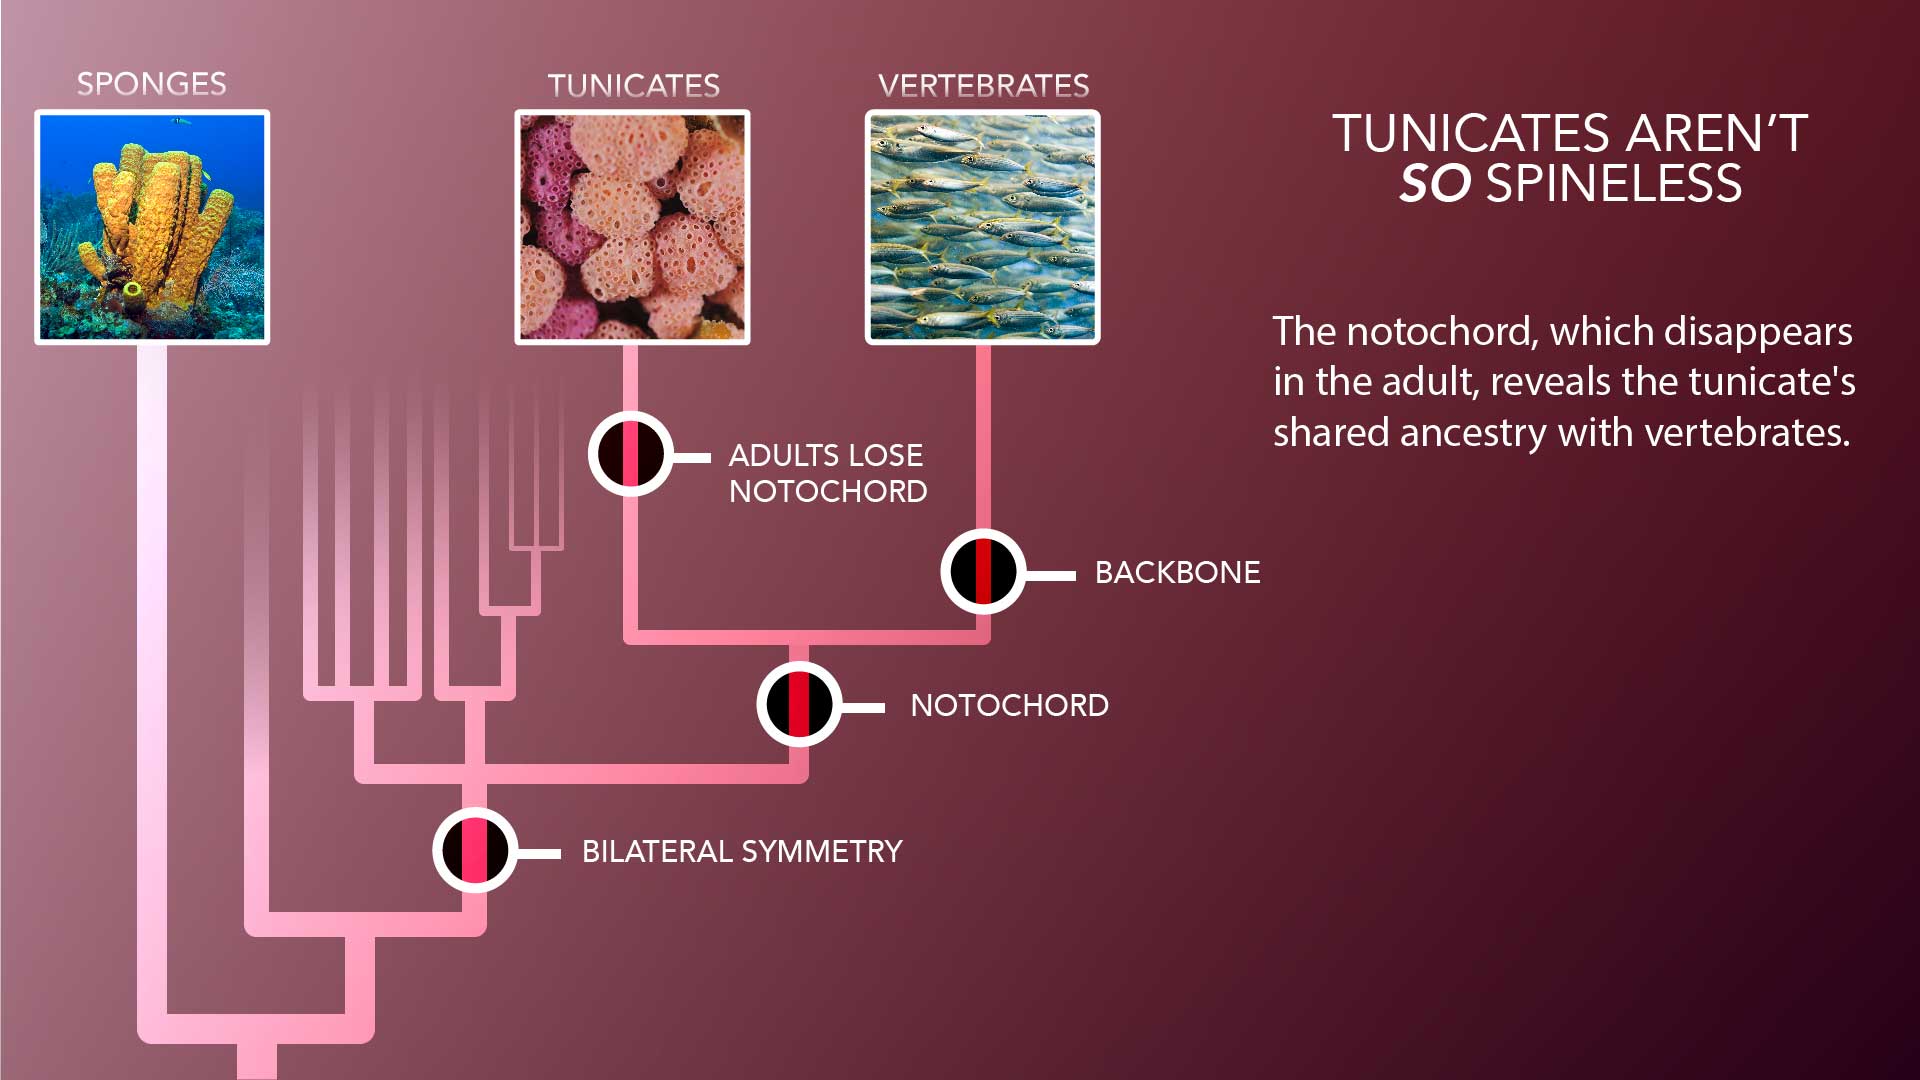 SPONGES
TUNICATES
VERTEBRATES
TUNICATES AREN’T
SO SPINELESS
The notochord, which disappears
in the adult, reveals the tunicate's
shared ancestry with vertebrates.
ADULTS LOSE
NOTOCHORD
BACKBONE
NOTOCHORD
BILATERAL SYMMETRY